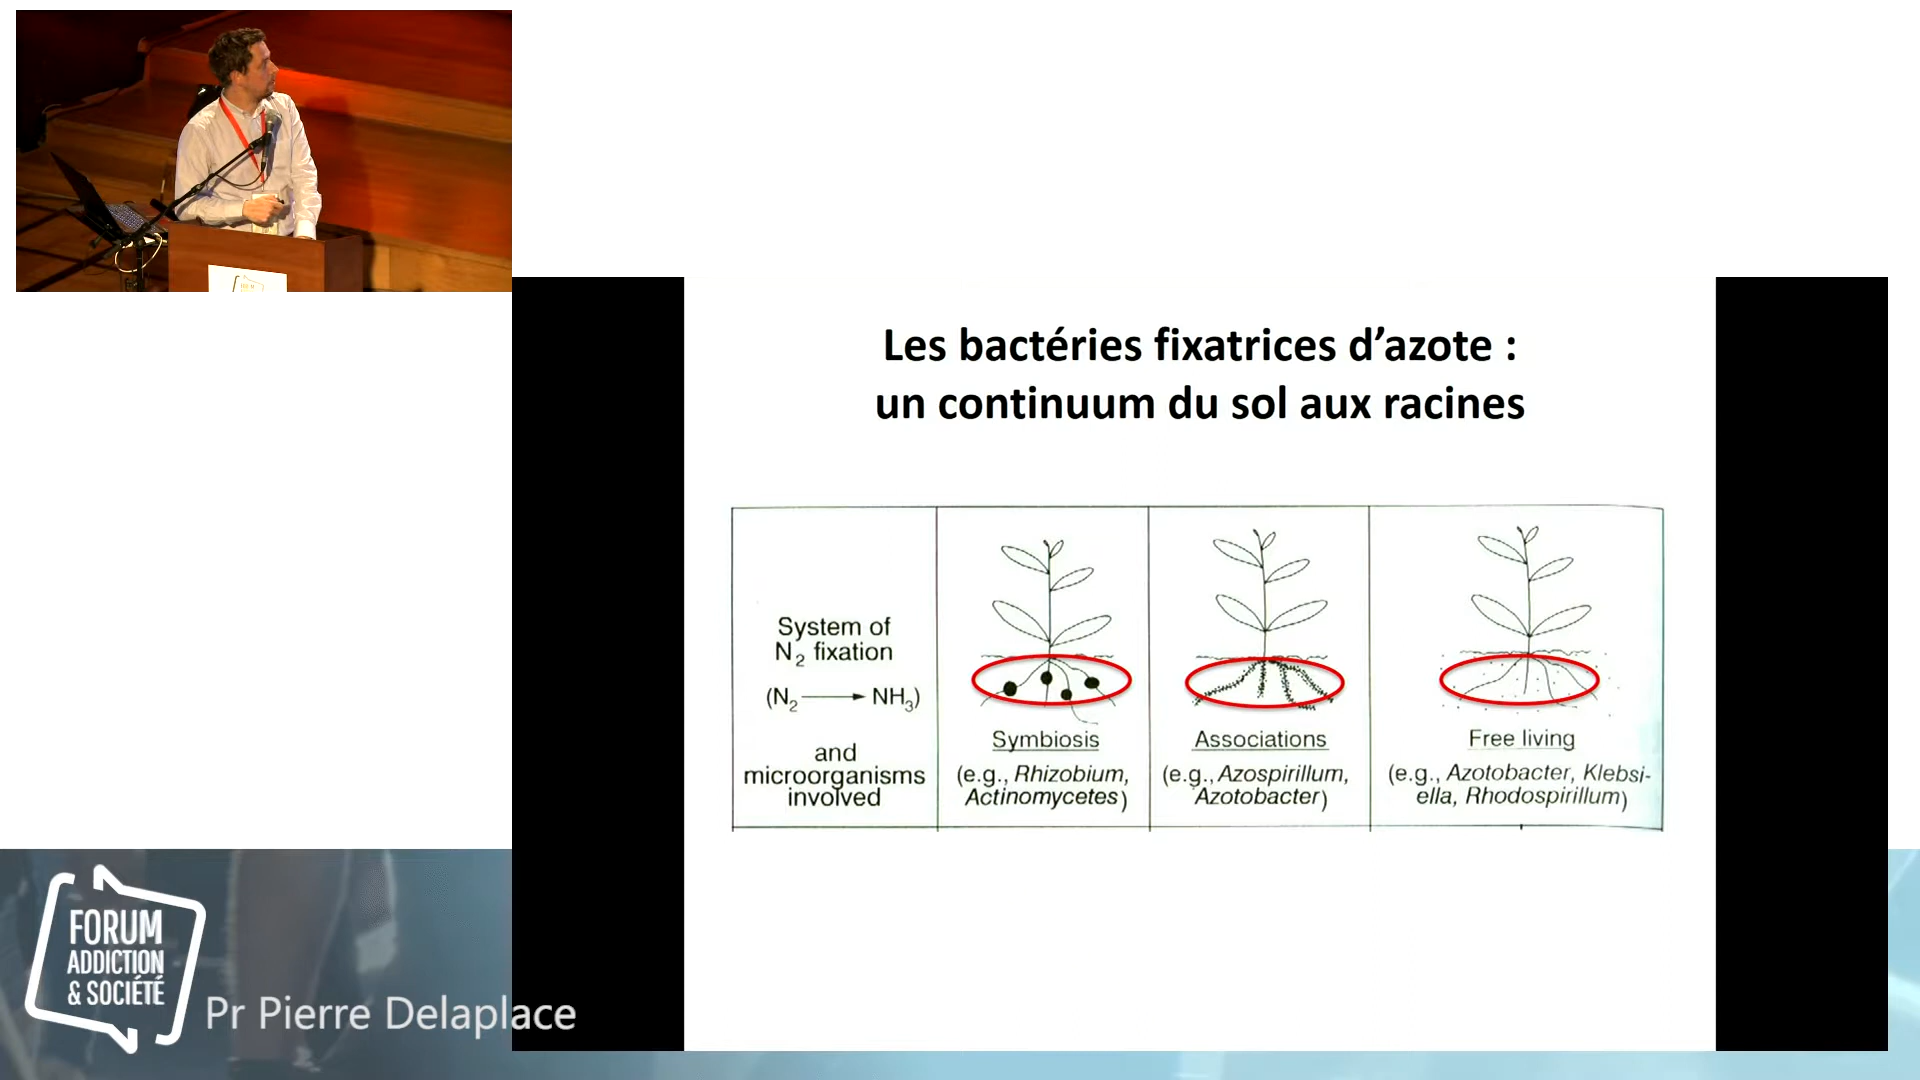 Les bactéries fixatrices d’azote :
un continuum du sol aux racines
System of
N2 fixation
(N2 → NH3)
and
microorganisms
involved
Symbiosis
(e.g., Rhizobium,
Actinomycetes)
Associations
(e.g., Azospirillum,
Azotobacter)
Free living
(e.g., Azotobacter, Klebsi-
ella, Rhodospirillum)
FORUM
ADDICTION
& SOCIÉTÉ
Pr Pierre Delaplace